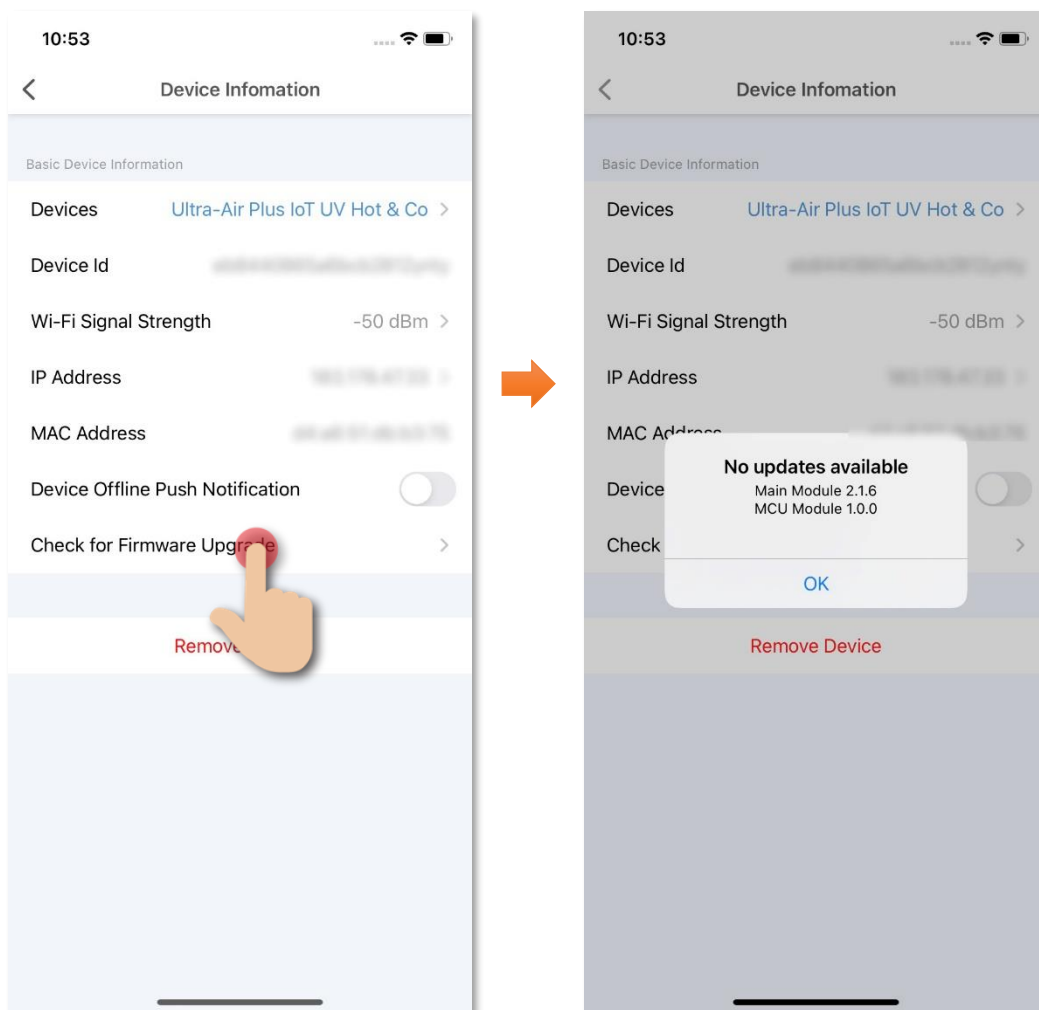 10:53
Device Infomation
Basic Device Information
Devices Ultra-Air Plus IoT UV Hot & Co
Device Id
Wi-Fi Signal Strength -50 dBm
IP Address
MAC Address
Device Offline Push Notification
Check for Firmware Upgrade
10:53
Device Infomation
Basic Device Information
Devices Ultra-Air Plus IoT UV Hot & Co
Device Id
Wi-Fi Signal Strength -50 dBm
IP Address
MAC Address
No updates available
Main Module 2.1.6
MCU Module 1.0.0
Device
Check
OK
Remove Device